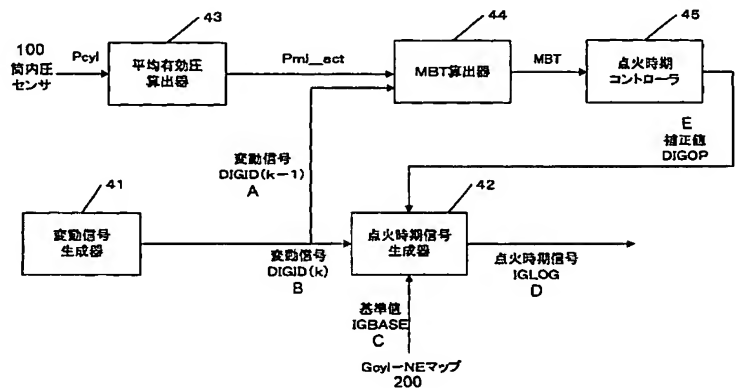 43
44
45
100
筒内圧
センサ
Pcyl
平均有効圧
算出器
Pmi_act
MBT算出器
MBT
点火時期
コントローラ
E
補正値
DIGOP
変動信号
DIGID(k-1)
A
41
42
変動信号
生成器
変動信号
DIGID(k)
B
点火時期信号
生成器
点火時期信号
IGLOG
D
基準値
IGBASE
C
Gcyl-NEマップ
200